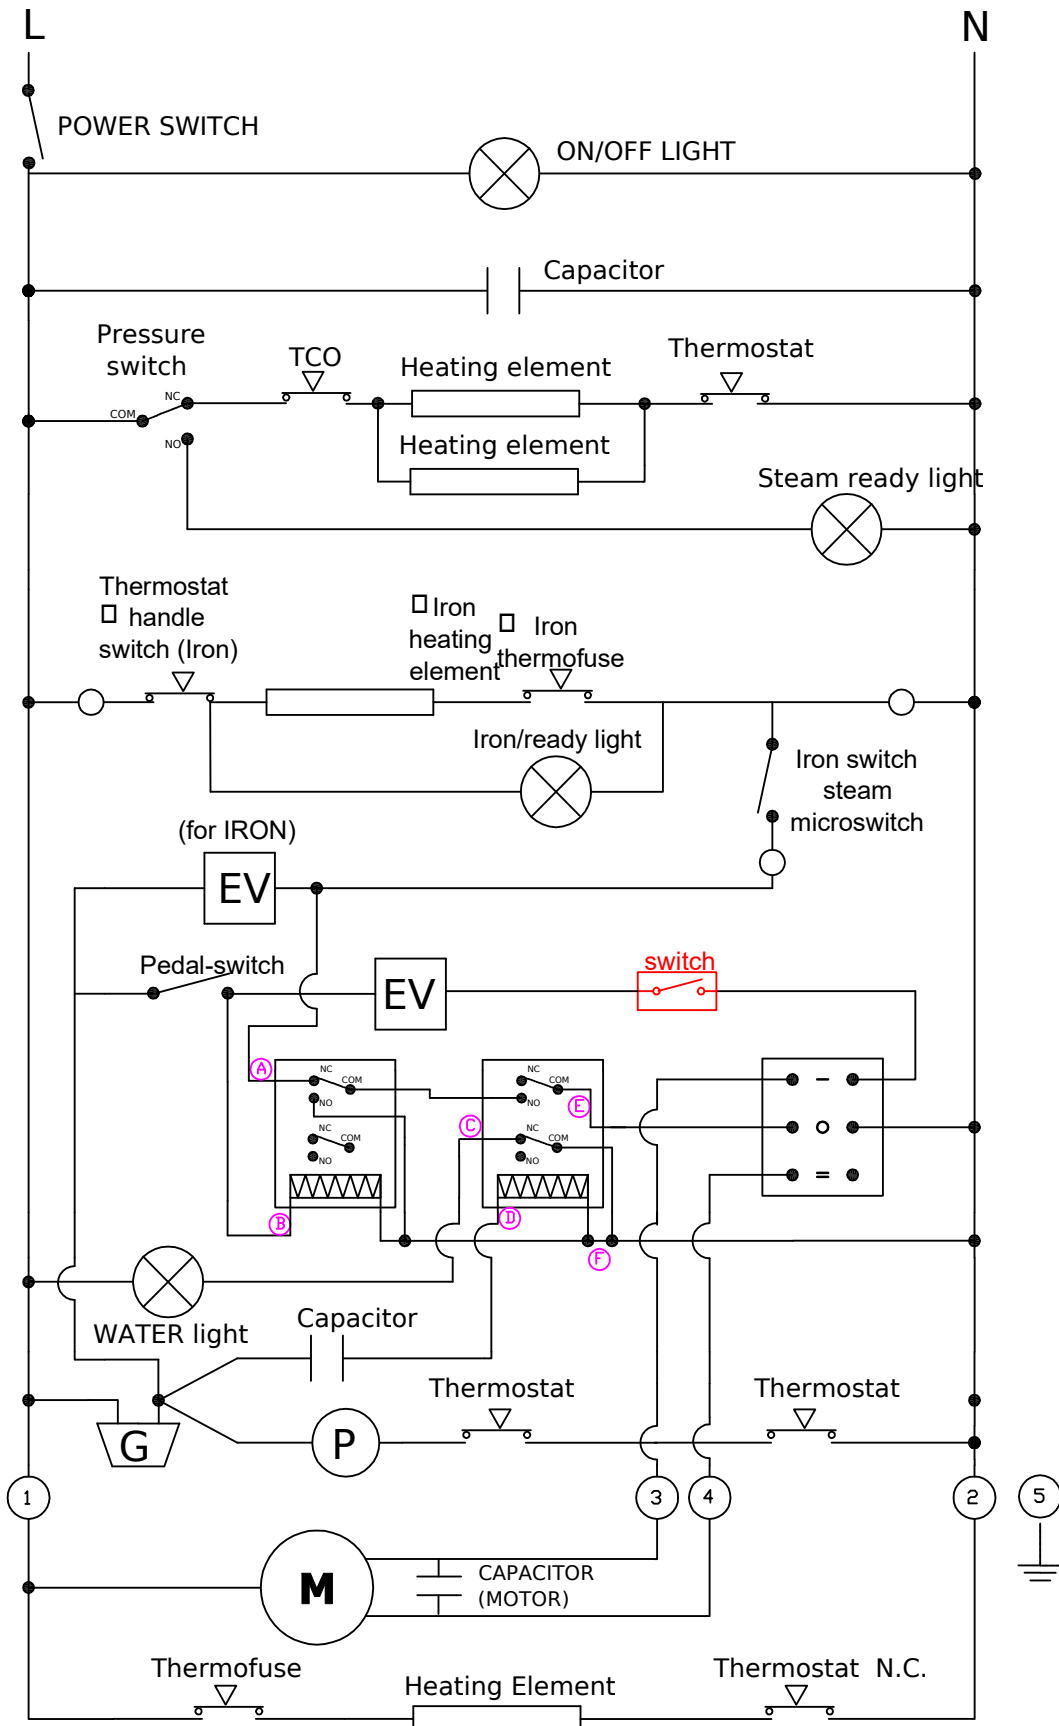 L
N
POWER SWITCH
ON/OFF LIGHT
Capacitor
Pressure
switch
TCO
Heating element
Thermostat
NC
COM
NO
Heating element
Steam ready light
Thermostat
handle
switch (Iron)
Iron
heating
element
Iron
thermofuse
Iron/ready light
Iron switch
steam
microswitch
(for IRON)
EV
Pedal-switch
EV
switch
A
NC
COM
NO
NC
COM
NO
B
C
NC
COM
NO
E
NC
COM
NO
D
F
–
O
=
WATER light
Capacitor
Thermostat
Thermostat
G
P
1
3
4
2
5
M
CAPACITOR
(MOTOR)
Thermofuse
Heating Element
Thermostat N.C.